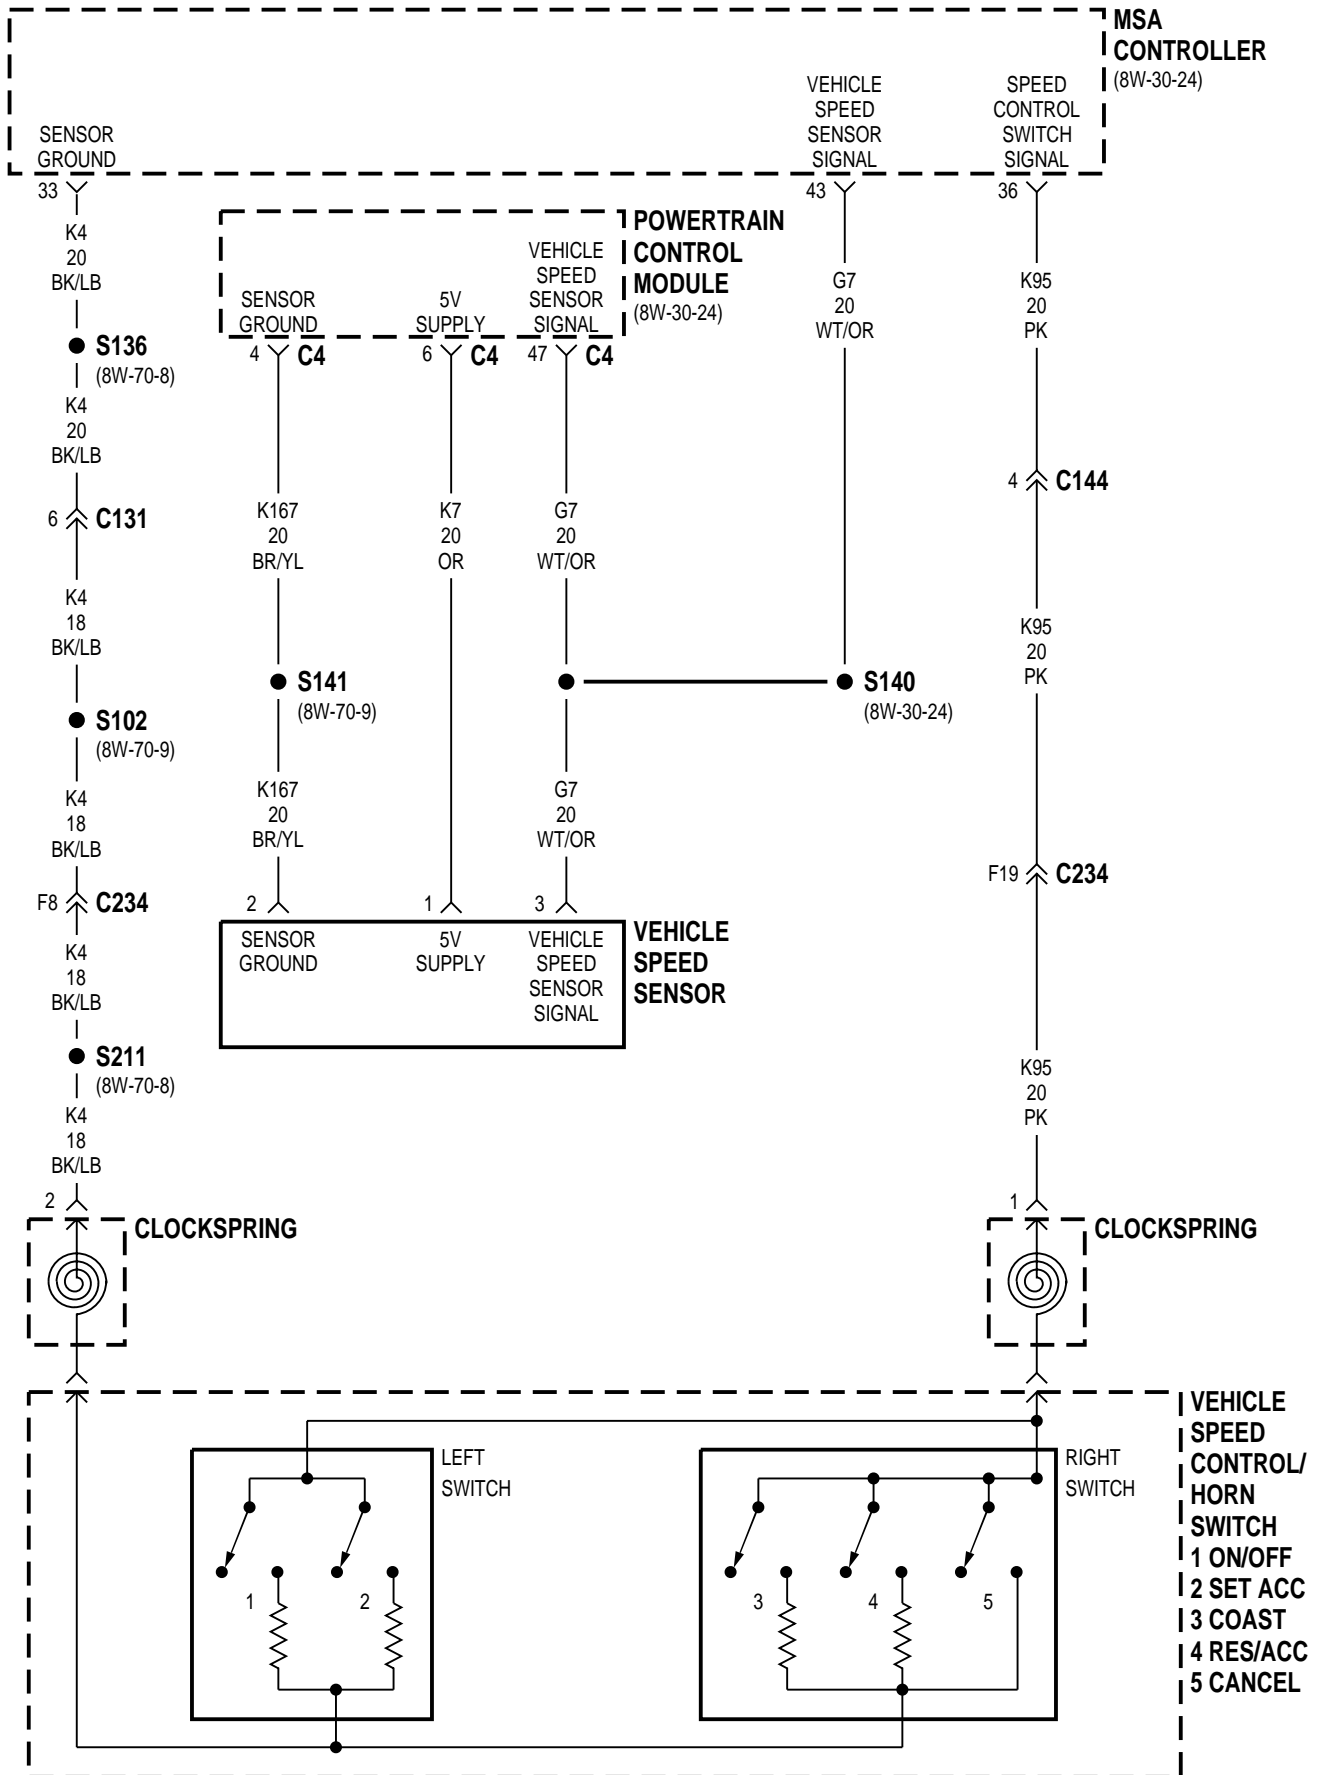 MSA
CONTROLLER
(8W-30-24)
SENSOR
GROUND
VEHICLE
SPEED
SENSOR
SIGNAL
SPEED
CONTROL
SWITCH
SIGNAL
33
43
36
K4
20
BK/LB
POWERTRAIN
CONTROL
MODULE
(8W-30-24)
SENSOR
GROUND
5V
SUPPLY
VEHICLE
SPEED
SENSOR
SIGNAL
G7
20
WT/OR
K95
20
PK
S136
(8W-70-8)
4 C4
6 C4
47 C4
K4
20
BK/LB
4 C144
6 C131
K167
20
BR/YL
K7
20
OR
G7
20
WT/OR
K4
18
BK/LB
K95
20
PK
S141
(8W-70-9)
S140
(8W-30-24)
S102
(8W-70-9)
K4
18
BK/LB
K167
20
BR/YL
G7
20
WT/OR
F19 C234
F8 C234
2
1
3
K4
18
BK/LB
SENSOR
GROUND
5V
SUPPLY
VEHICLE
SPEED
SENSOR
SIGNAL
VEHICLE
SPEED
SENSOR
S211
(8W-70-8)
K4
18
BK/LB
K95
20
PK
2
1
CLOCKSPRING
CLOCKSPRING
LEFT
SWITCH
RIGHT
SWITCH
1
2
3
4
5
VEHICLE
SPEED
CONTROL/
HORN
SWITCH
1 ON/OFF
2 SET ACC
3 COAST
4 RES/ACC
5 CANCEL